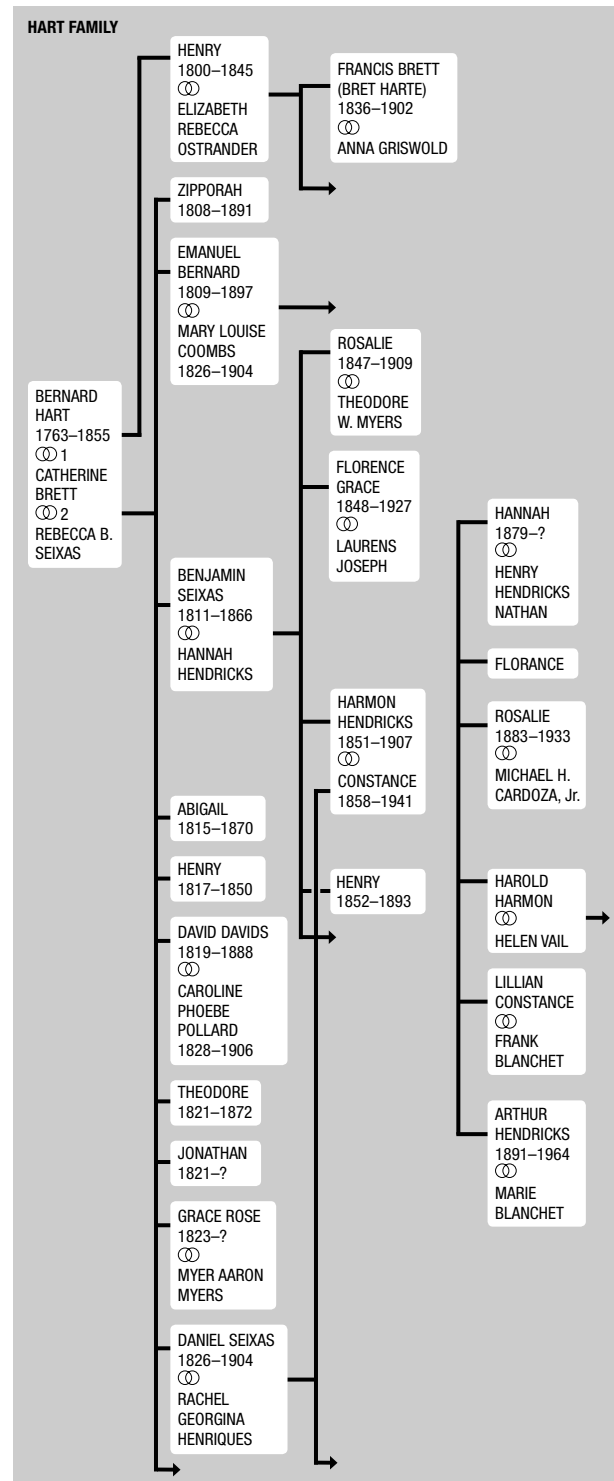 HART FAMILY
BERNARD
HART
1763–1855
1
CATHERINE
BRETT
2
REBECCA B.
SEIXAS
HENRY
1800–1845
ELIZABETH
REBECCA
OSTRANDER
ZIPPORAH
1808–1891
EMANUEL
BERNARD
1809–1897
MARY LOUISE
COOMBS
1826–1904
BENJAMIN
SEIXAS
1811–1866
HANNAH
HENDRICKS
ABIGAIL
1815–1870
HENRY
1817–1850
DAVID DAVIDS
1819–1888
CAROLINE
PHOEBE
POLLARD
1828–1906
THEODORE
1821–1872
JONATHAN
1821–?
GRACE ROSE
1823–?
MYER AARON
MYERS
DANIEL SEIXAS
1826–1904
RACHEL
GEORGINA
HENRIQUES
FRANCIS BRETT
(BRET HARTE)
1836–1902
ANNA GRISWOLD
ROSALIE
1847–1909
THEODORE
W. MYERS
FLORENCE
GRACE
1848–1927
LAURENS
JOSEPH
HARMON
HENDRICKS
1851–1907
CONSTANCE
1858–1941
HENRY
1852–1893
HANNAH
1879–?
HENRY
HENDRICKS
NATHAN
FLORANCE
ROSALIE
1883–1933
MICHAEL H.
CARDOZA, Jr.
HAROLD
HARMON
HELEN VAIL
LILLIAN
CONSTANCE
FRANK
BLANCHET
ARTHUR
HENDRICKS
1891–1964
MARIE
BLANCHET